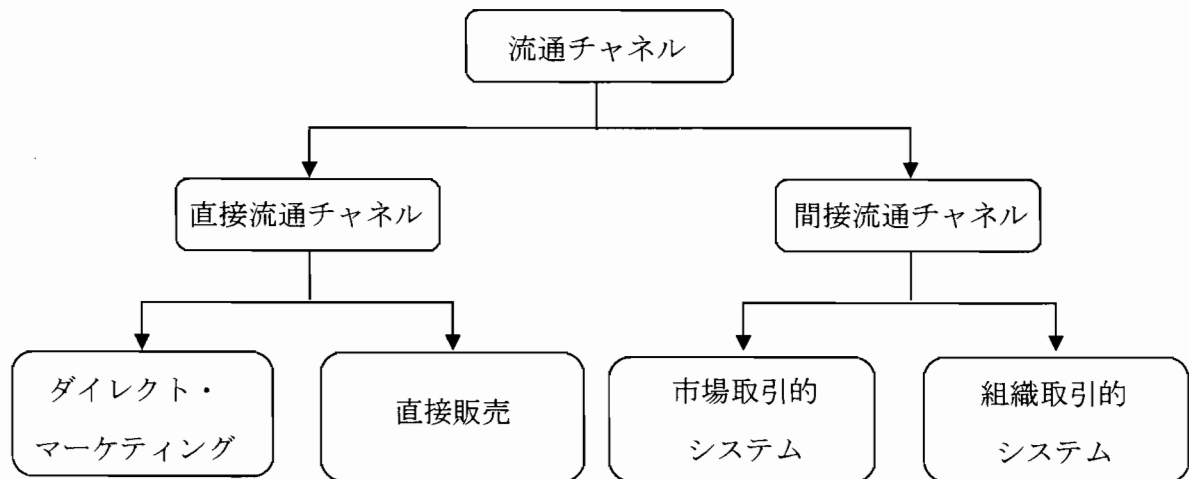 流通チャネル
直接流通チャネル
間接流通チャネル
ダイレクト・
マーケティング
直接販売
市場取引的
システム
組織取引的
システム